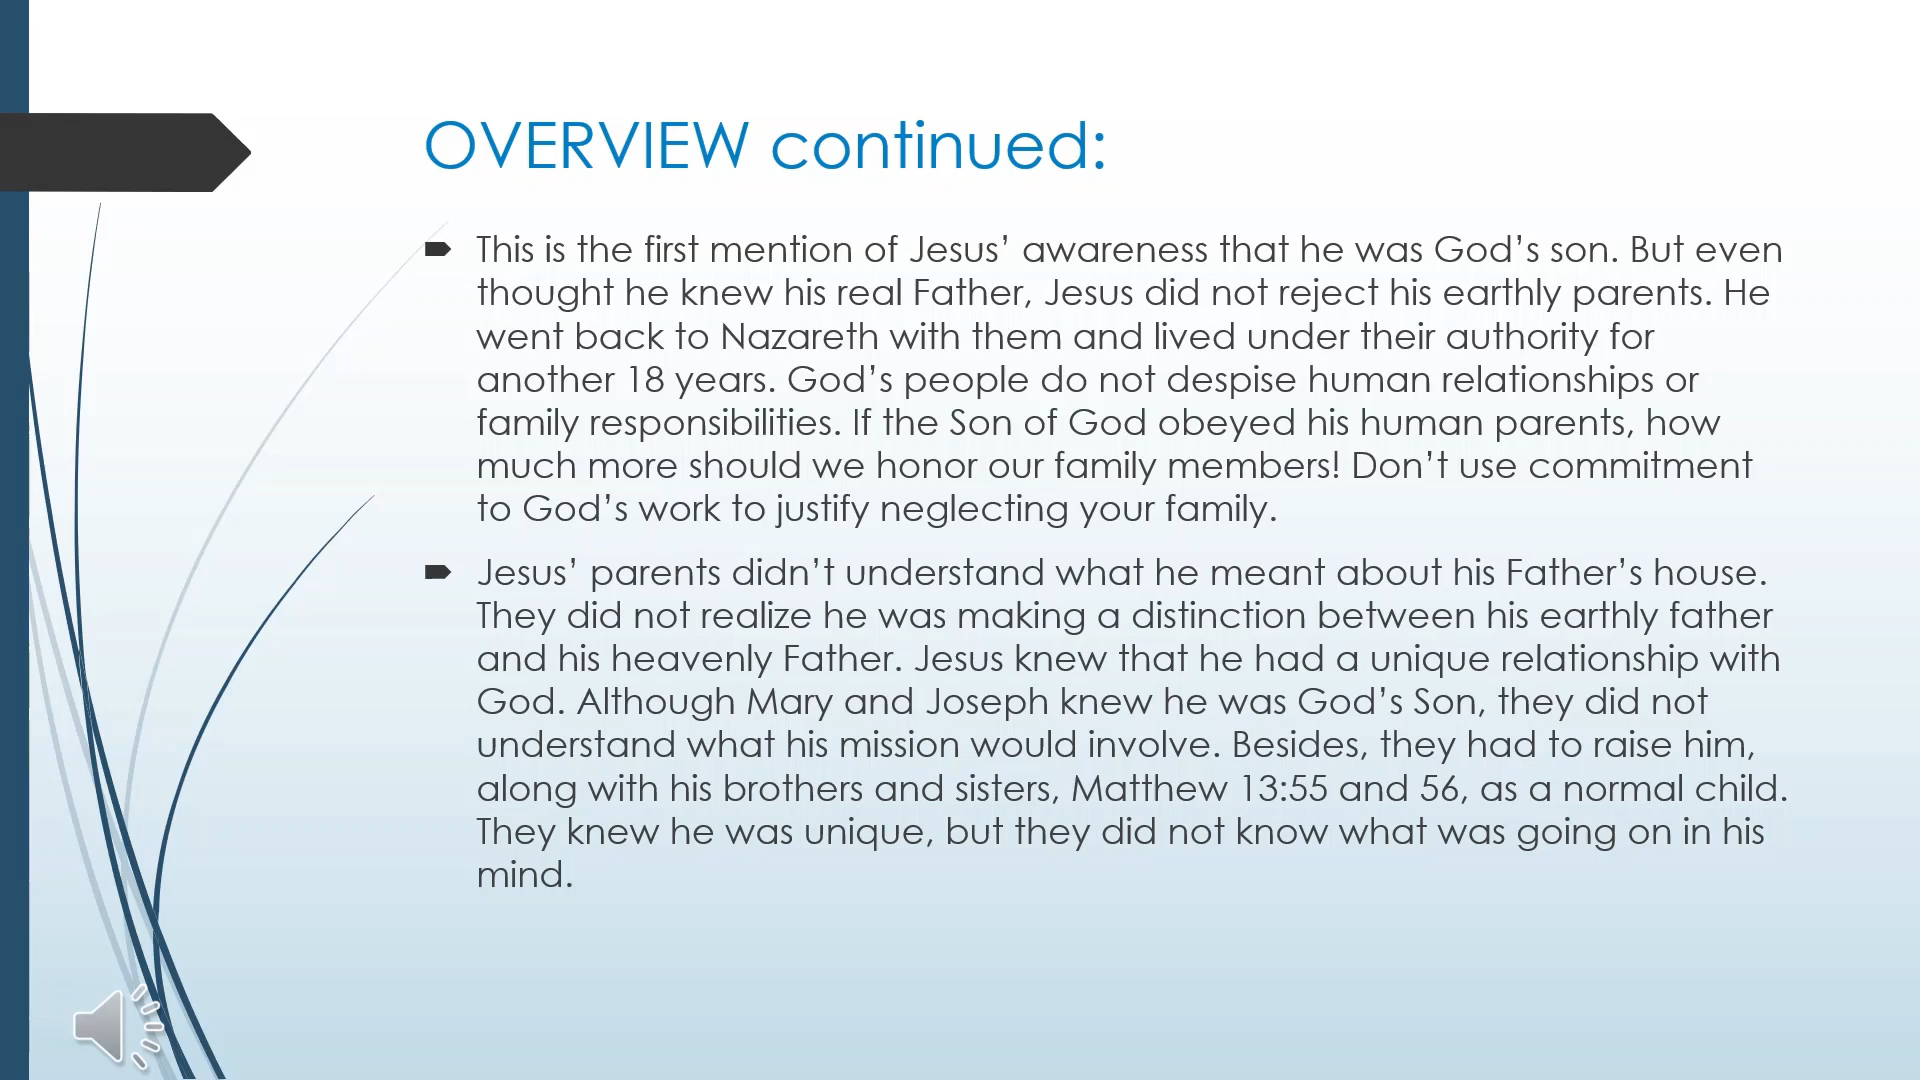 OVERVIEW continued:
This is the first mention of Jesus’ awareness that he was God’s son. But even
thought he knew his real Father, Jesus did not reject his earthly parents. He
went back to Nazareth with them and lived under their authority for
another 18 years. God’s people do not despise human relationships or
family responsibilities. If the Son of God obeyed his human parents, how
much more should we honor our family members! Don’t use commitment
to God’s work to justify neglecting your family.
Jesus’ parents didn’t understand what he meant about his Father’s house.
They did not realize he was making a distinction between his earthly father
and his heavenly Father. Jesus knew that he had a unique relationship with
God. Although Mary and Joseph knew he was God’s Son, they did not
understand what his mission would involve. Besides, they had to raise him,
along with his brothers and sisters, Matthew 13:55 and 56, as a normal child.
They knew he was unique, but they did not know what was going on in his
mind.